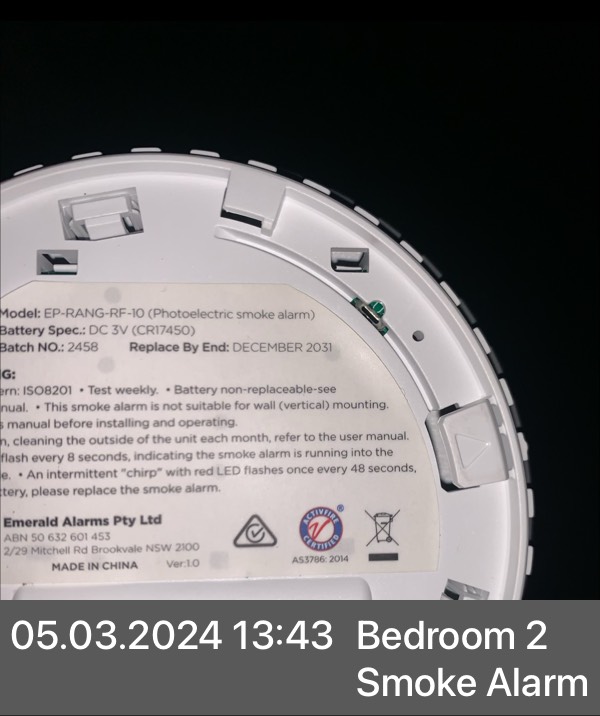 Model: EP-RANG-RF-10 (Photoelectric smoke alarm)
Battery Spec.: DC 3V (CR17450)
Batch NO.: 2458 Replace By End: DECEMBER 2031
G:
ern: ISO8201 • Test weekly. • Battery non-replaceable-see
nual. • This smoke alarm is not suitable for wall (vertical) mounting.
s manual before installing and operating.
n, cleaning the outside of the unit each month, refer to the user manual.
flash every 8 seconds, indicating the smoke alarm is running into the
e. • An intermittent "chirp" with red LED flashes once every 48 seconds,
ttery, please replace the smoke alarm.
Emerald Alarms Pty Ltd
ABN 50 632 601 453
2/29 Mitchell Rd Brookvale NSW 2100
MADE IN CHINA Ver:1.0
ACTIVFIRE
®
CERTIFIED
AS3786: 2014
05.03.2024 13:43 Bedroom 2
Smoke Alarm